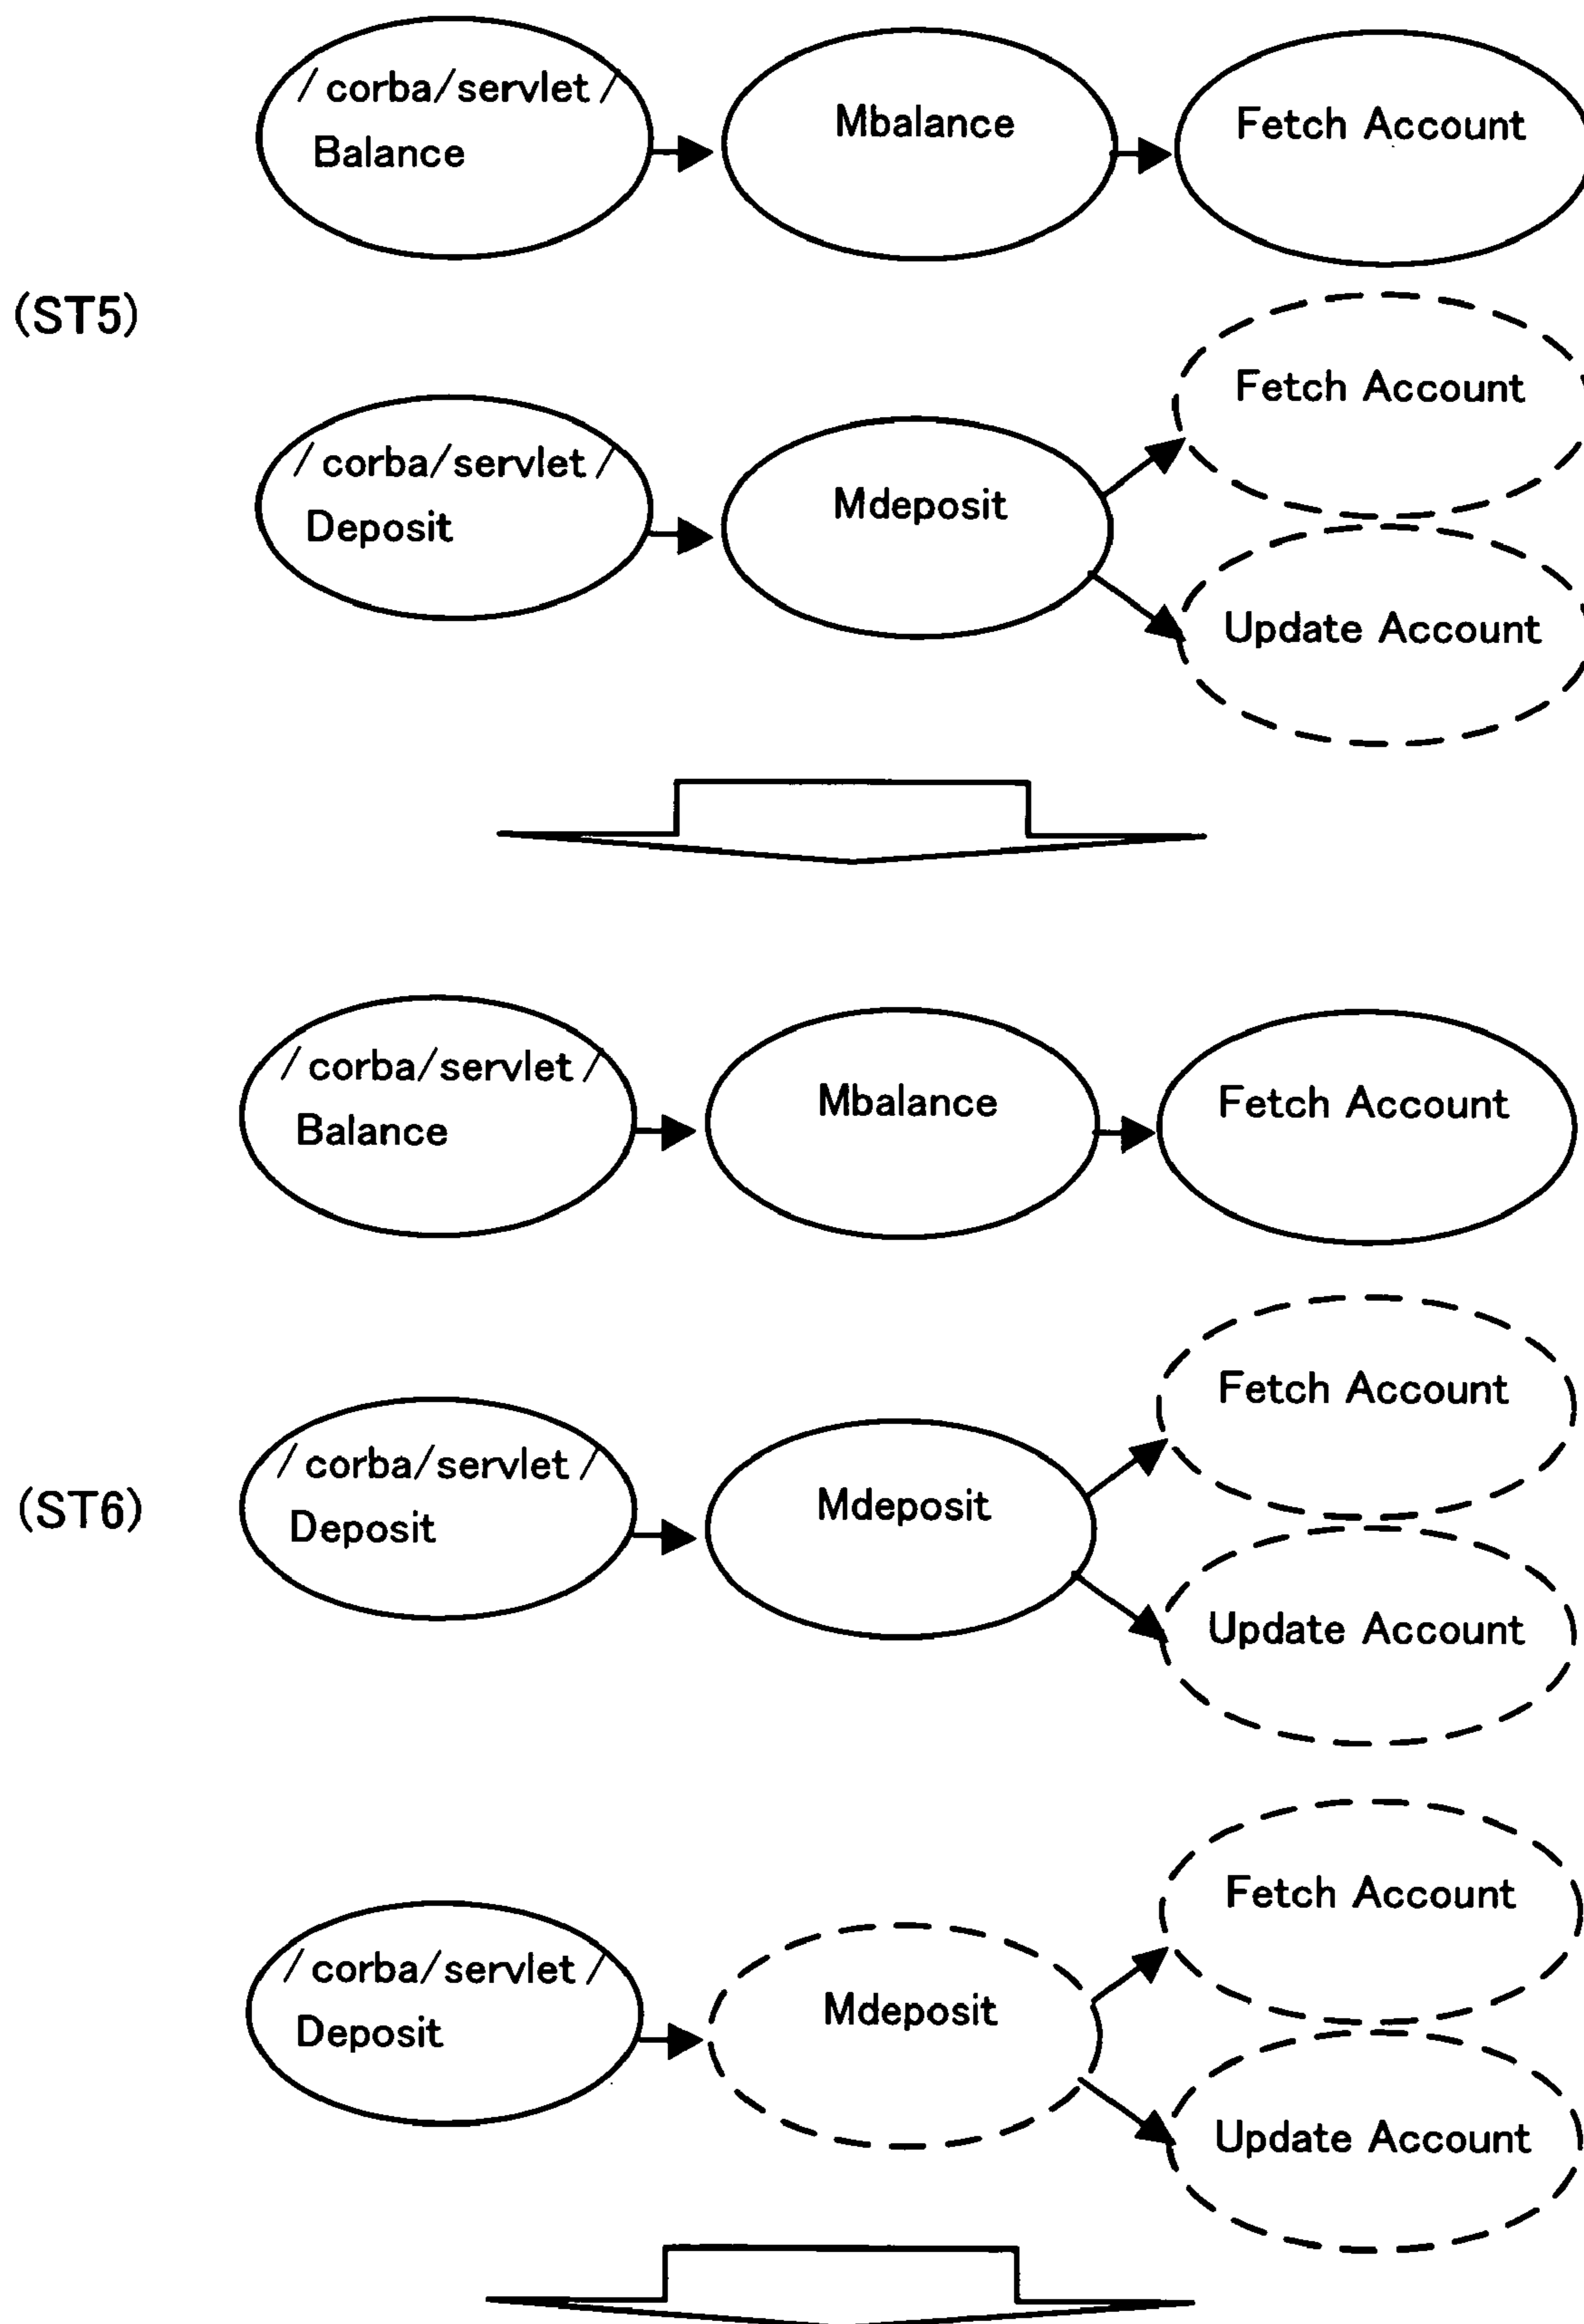 /corba/servlet/
Balance
Mbalance
Fetch Account
(ST5)
Fetch Account
/corba/servlet/
Deposit
Mdeposit
Update Account
/corba/servlet/
Balance
Mbalance
Fetch Account
Fetch Account
(ST6)
/corba/servlet/
Deposit
Mdeposit
Update Account
Fetch Account
/corba/servlet/
Deposit
Mdeposit
Update Account